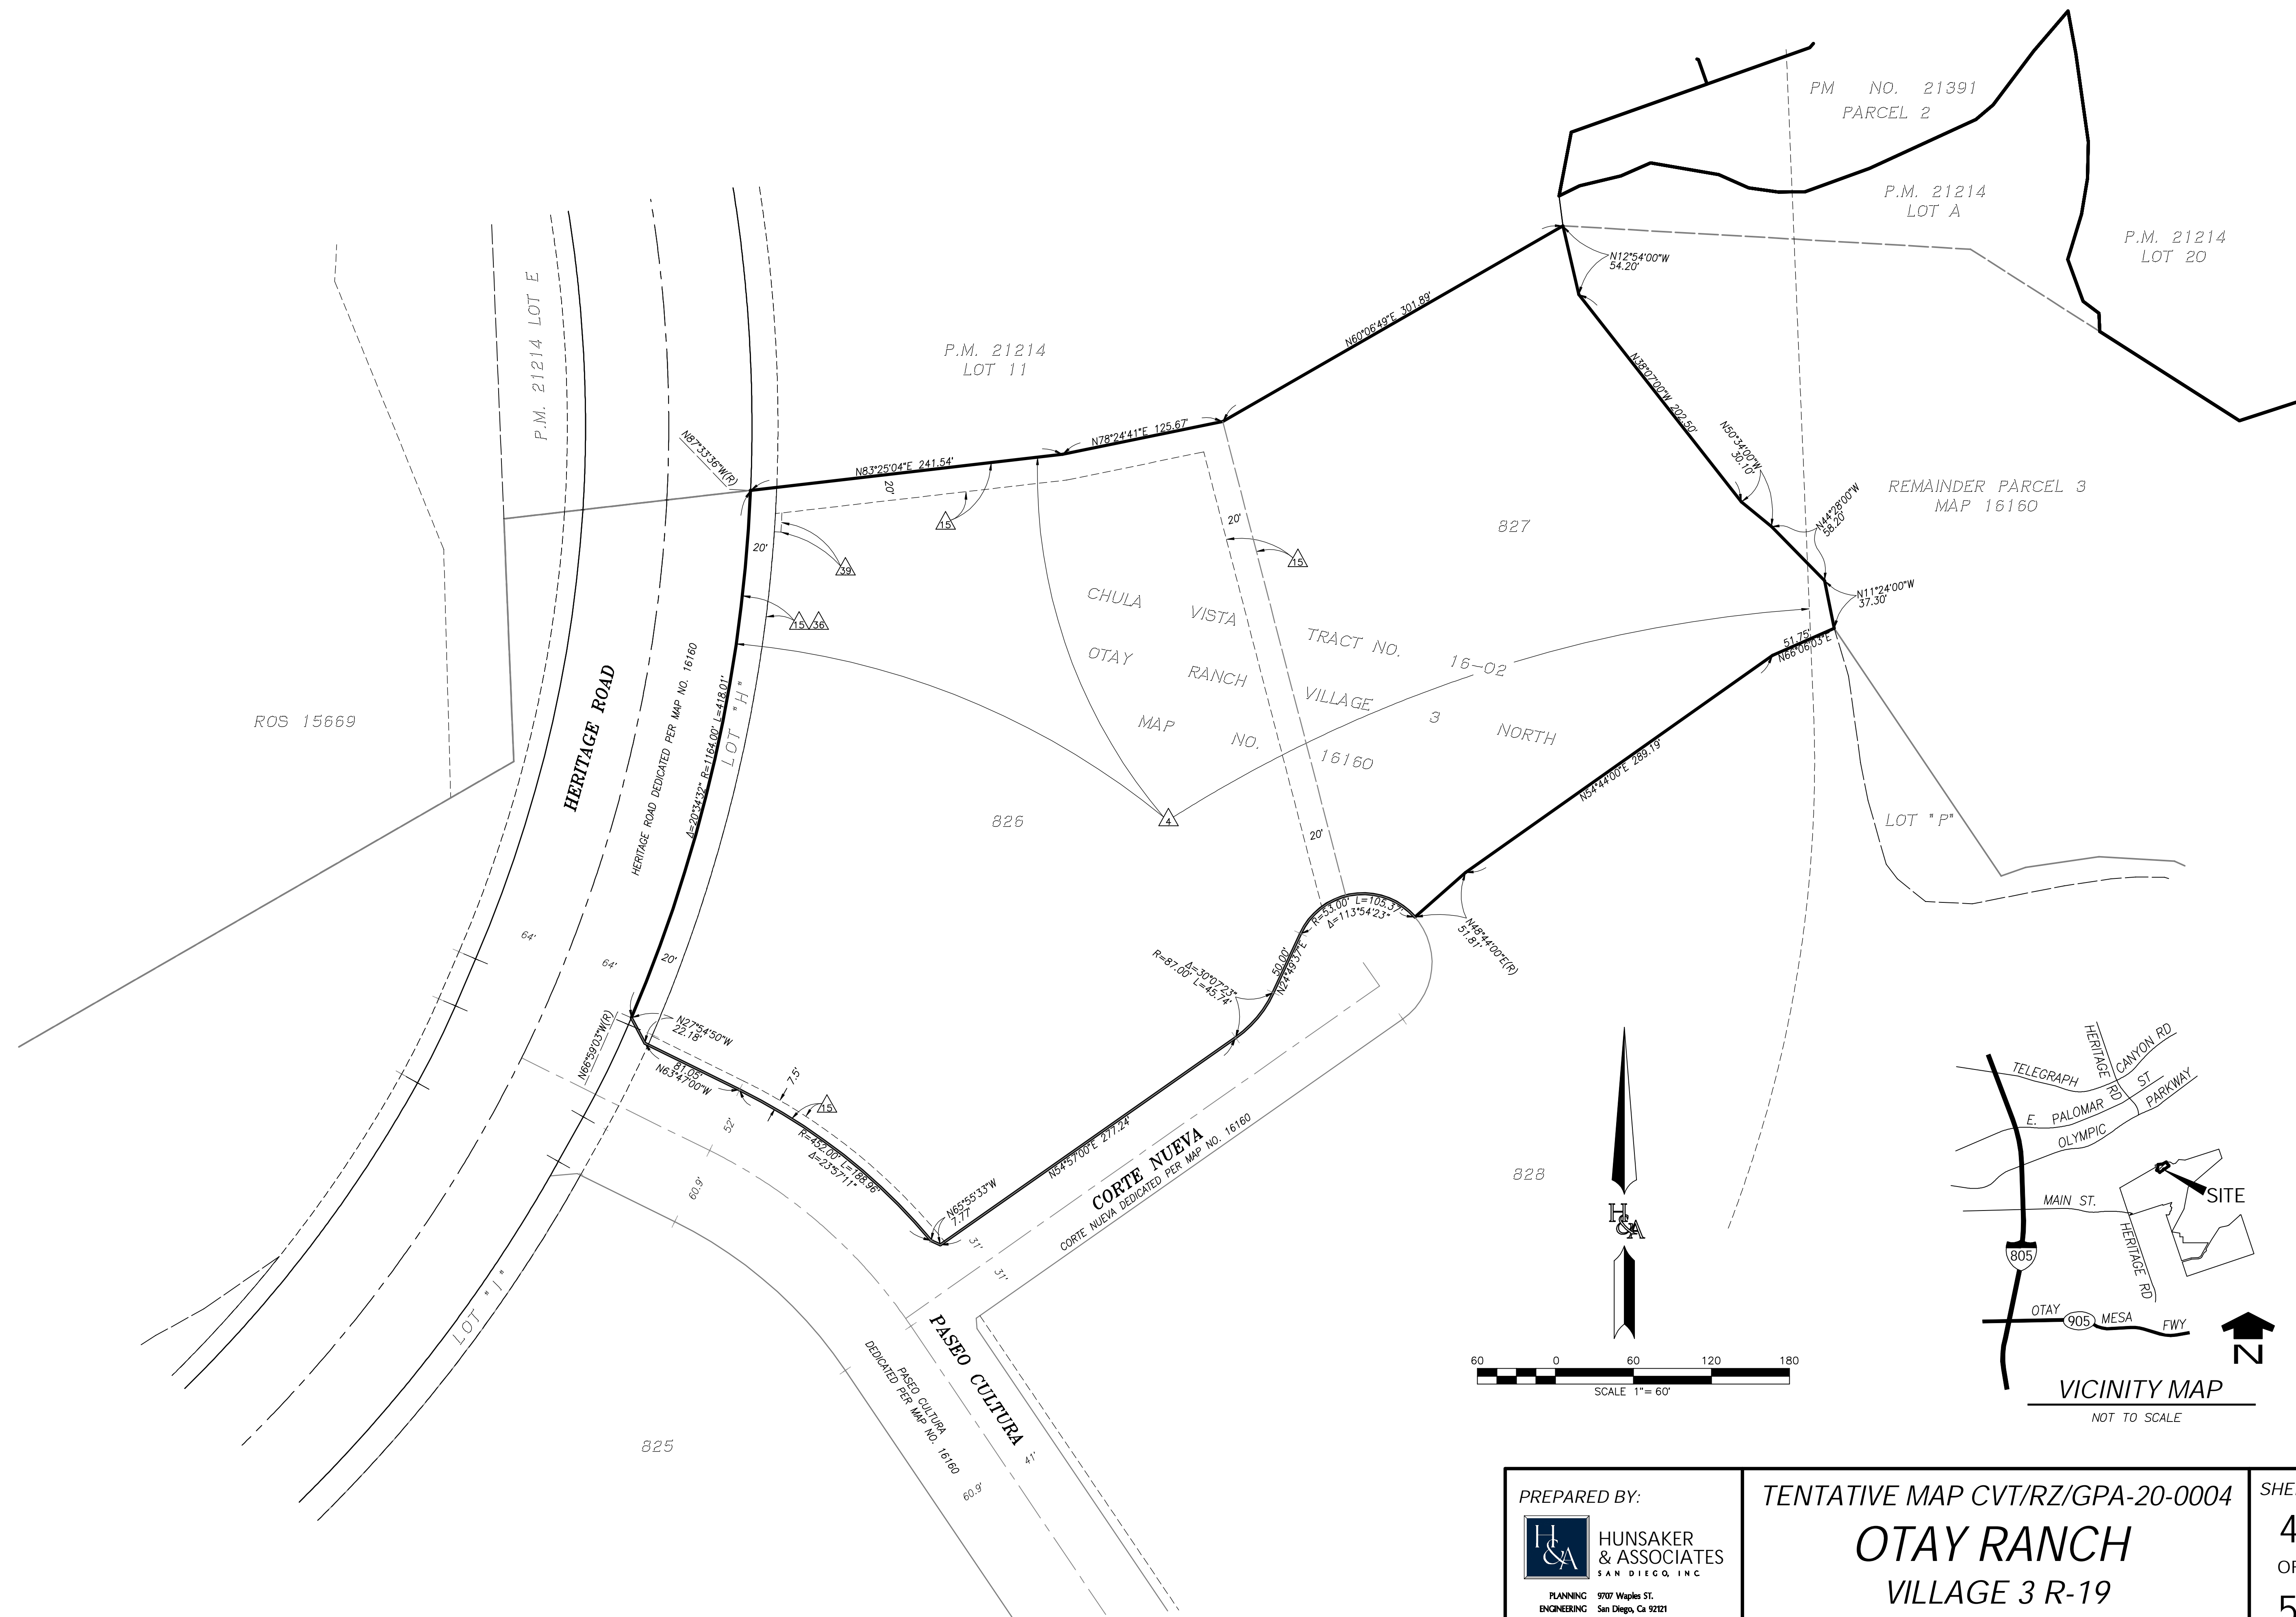 PM NO. 21391
PARCEL 2
P.M. 21214
LOT A
P.M. 21214
LOT 20
N12°54'00"W
54.20'
P.M. 21214 LOT E
P.M. 21214
LOT 11
N60°06'49"E 301.89'
N38°07'00"W 202.50'
N78°24'41"E 125.67'
N83°25'04"E 241.54'
20'
N87°33'36"W(R)
15
N50°34'00"W
30.10'
REMAINDER PARCEL 3
MAP 16160
N44°28'00"W
58.20'
827
20'
15
20'
39
15 36
N11°24'00"W
37.30'
51.75'
N66°06'03"E
CHULA VISTA TRACT NO. 16-02
OTAY RANCH VILLAGE 3 NORTH
MAP NO. 16160
ROS 15669
HERITAGE ROAD
HERITAGE ROAD DEDICATED PER MAP NO. 16160
Δ=20°34'32" R=1164.00' L=418.01'
LOT "H"
N54°44'00"E 289.19'
826
4
20'
LOT "P"
R=53.00' L=105.37'
Δ=113°54'23"
N48°44'00"E(R)
51.81'
50.00'
N24°49'37"E
Δ=30°07'23"
R=87.00' L=45.74'
64'
64'
20'
N66°59'03"W(R)
N27°54'50"W
22.18'
81.05'
N63°47'00"W
7.5'
15
52'
60.9'
R=452.00' L=188.96'
Δ=23°57'11"
N65°55'33"W
7.77'
N54°57'00"E 277.24'
CORTE NUEVA
CORTE NUEVA DEDICATED PER MAP NO. 16160
31'
31'
828
LOT "I"
PASEO CULTURA
PASEO CULTURA
DEDICATED PER MAP NO. 16160
41'
60.9'
825
H&A
60 0 60 120 180
SCALE 1"= 60'
TELEGRAPH CANYON RD
HERITAGE RD
E. PALOMAR ST
OLYMPIC PARKWAY
SITE
MAIN ST.
HERITAGE RD
805
OTAY 905 MESA FWY
N
VICINITY MAP
NOT TO SCALE
PREPARED BY:
H&A
HUNSAKER
& ASSOCIATES
SAN DIEGO, INC
PLANNING 9707 Waples ST.
ENGINEERING San Diego, Ca 92121
TENTATIVE MAP CVT/RZ/GPA-20-0004
OTAY RANCH
VILLAGE 3 R-19
4
5